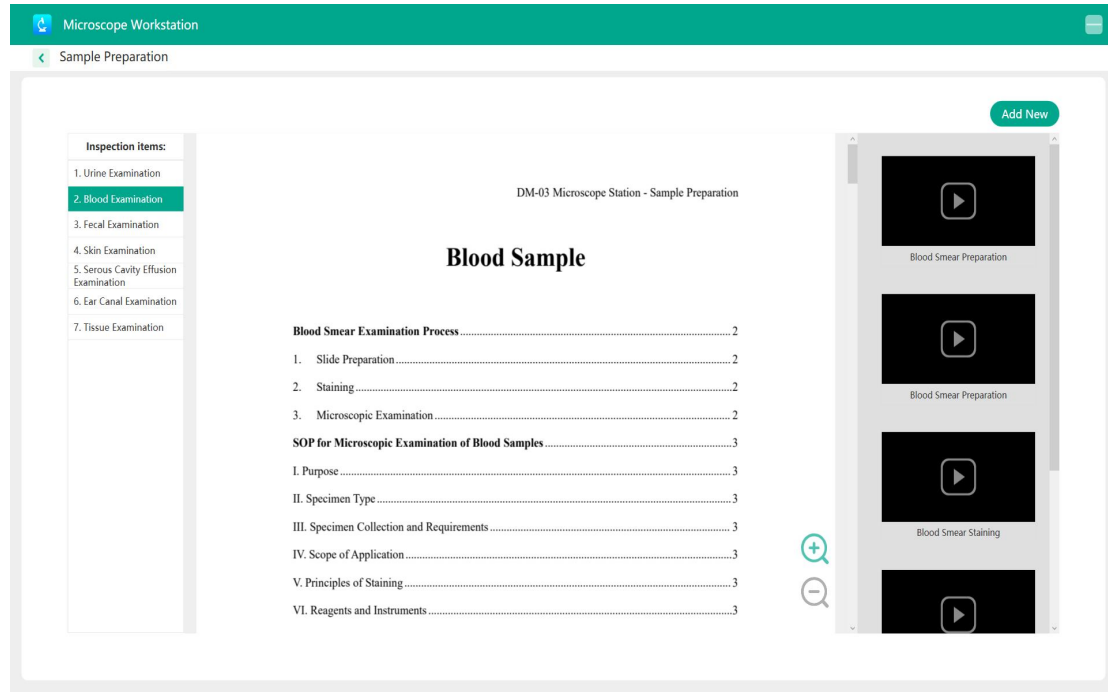 Microscope Workstation
Sample Preparation
Add New
Inspection items:
1. Urine Examination
2. Blood Examination
3. Fecal Examination
4. Skin Examination
5. Serous Cavity Effusion
Examination
6. Ear Canal Examination
7. Tissue Examination
DM-03 Microscope Station - Sample Preparation
Blood Sample
Blood Smear Examination Process 2
1. Slide Preparation 2
2. Staining 2
3. Microscopic Examination 2
SOP for Microscopic Examination of Blood Samples 3
I. Purpose 3
II. Specimen Type 3
III. Specimen Collection and Requirements 3
IV. Scope of Application 3
V. Principles of Staining 3
VI. Reagents and Instruments 3
Blood Smear Preparation
Blood Smear Preparation
Blood Smear Staining